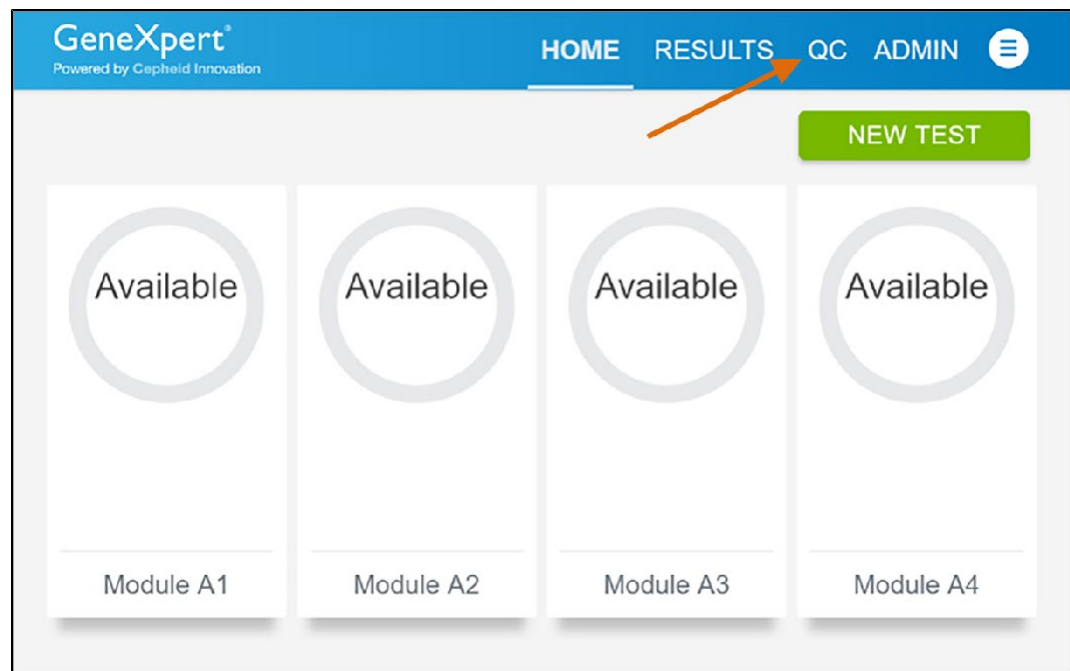 GeneXpert®
Powered by Cepheid Innovation
HOME RESULTS QC ADMIN
NEW TEST
Available Available Available Available
Module A1 Module A2 Module A3 Module A4